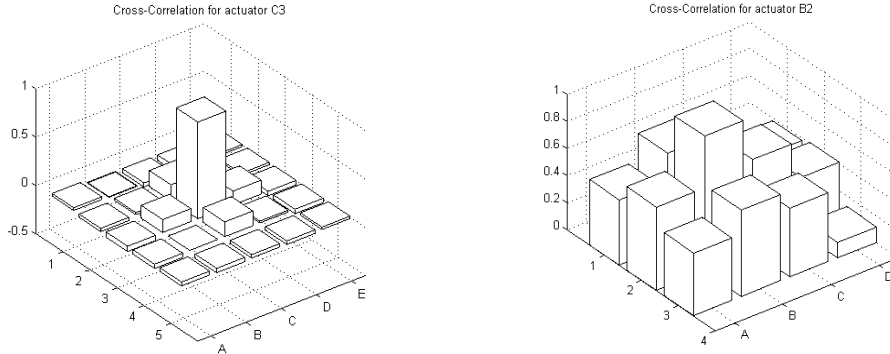 Cross-Correlation for actuator C3
1
0.5
0
-0.5
1
2
3
4
5
A
B
C
D
E
Cross-Correlation for actuator B2
1
0.8
0.6
0.4
0.2
0
1
2
3
4
A
B
C
D